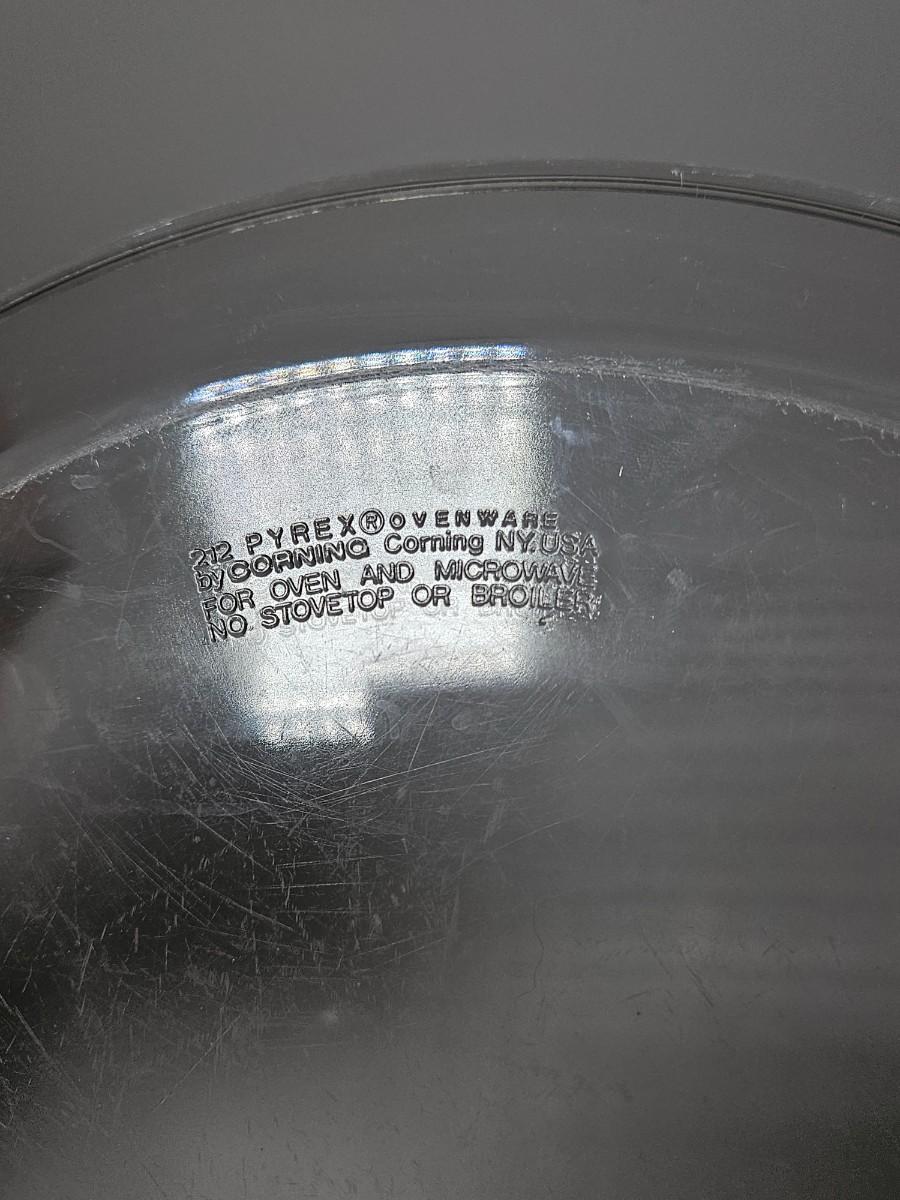 212 PYREX® OVENWARE
by CORNING Corning NY. USA
FOR OVEN AND MICROWAVE
NO STOVETOP OR BROILER